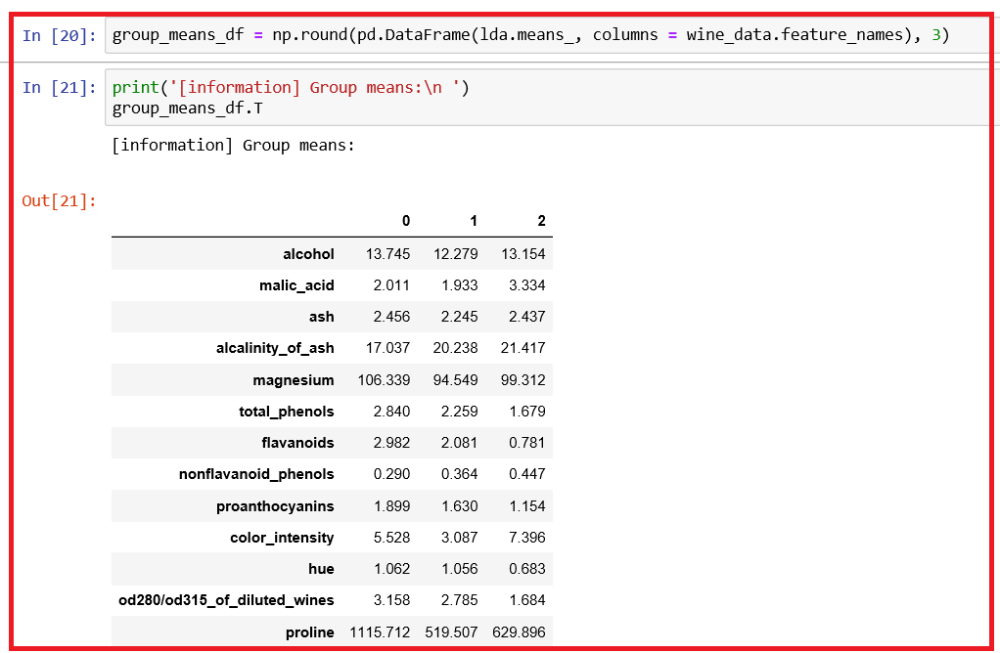 In [20]: group_means_df = np.round(pd.DataFrame(lda.means_, columns = wine_data.feature_names), 3)
In [21]: print('[information] Group means:\n ')
group_means_df.T
[information] Group means:
Out[21]:
0 1 2
alcohol 13.745 12.279 13.154
malic_acid 2.011 1.933 3.334
ash 2.456 2.245 2.437
alcalinity_of_ash 17.037 20.238 21.417
magnesium 106.339 94.549 99.312
total_phenols 2.840 2.259 1.679
flavanoids 2.982 2.081 0.781
nonflavanoid_phenols 0.290 0.364 0.447
proanthocyanins 1.899 1.630 1.154
color_intensity 5.528 3.087 7.396
hue 1.062 1.056 0.683
od280/od315_of_diluted_wines 3.158 2.785 1.684
proline 1115.712 519.507 629.896